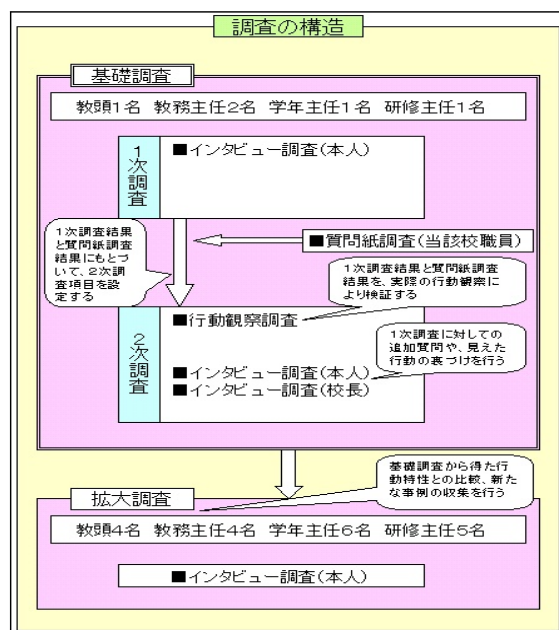 調査の構造
基礎調査
教頭1名 教務主任2名 学年主任1名 研修主任1名
1次調査
■インタビュー調査(本人)
1次調査結果
と質問紙調査
結果にもとづ
いて、2次調
査項目を設
定する
■質問紙調査(当該校職員)
1次調査結果と質問紙調査
結果を、実際の行動観察に
より検証する
2次調査
■行動観察調査
1次調査に対しての
追加質問や、見えた
行動の裏づけを行う
■インタビュー調査(本人)
■インタビュー調査(校長)
基礎調査から得た行
動特性との比較、新た
な事例の収集を行う
拡大調査
教頭4名 教務主任4名 学年主任6名 研修主任5名
■インタビュー調査(本人)